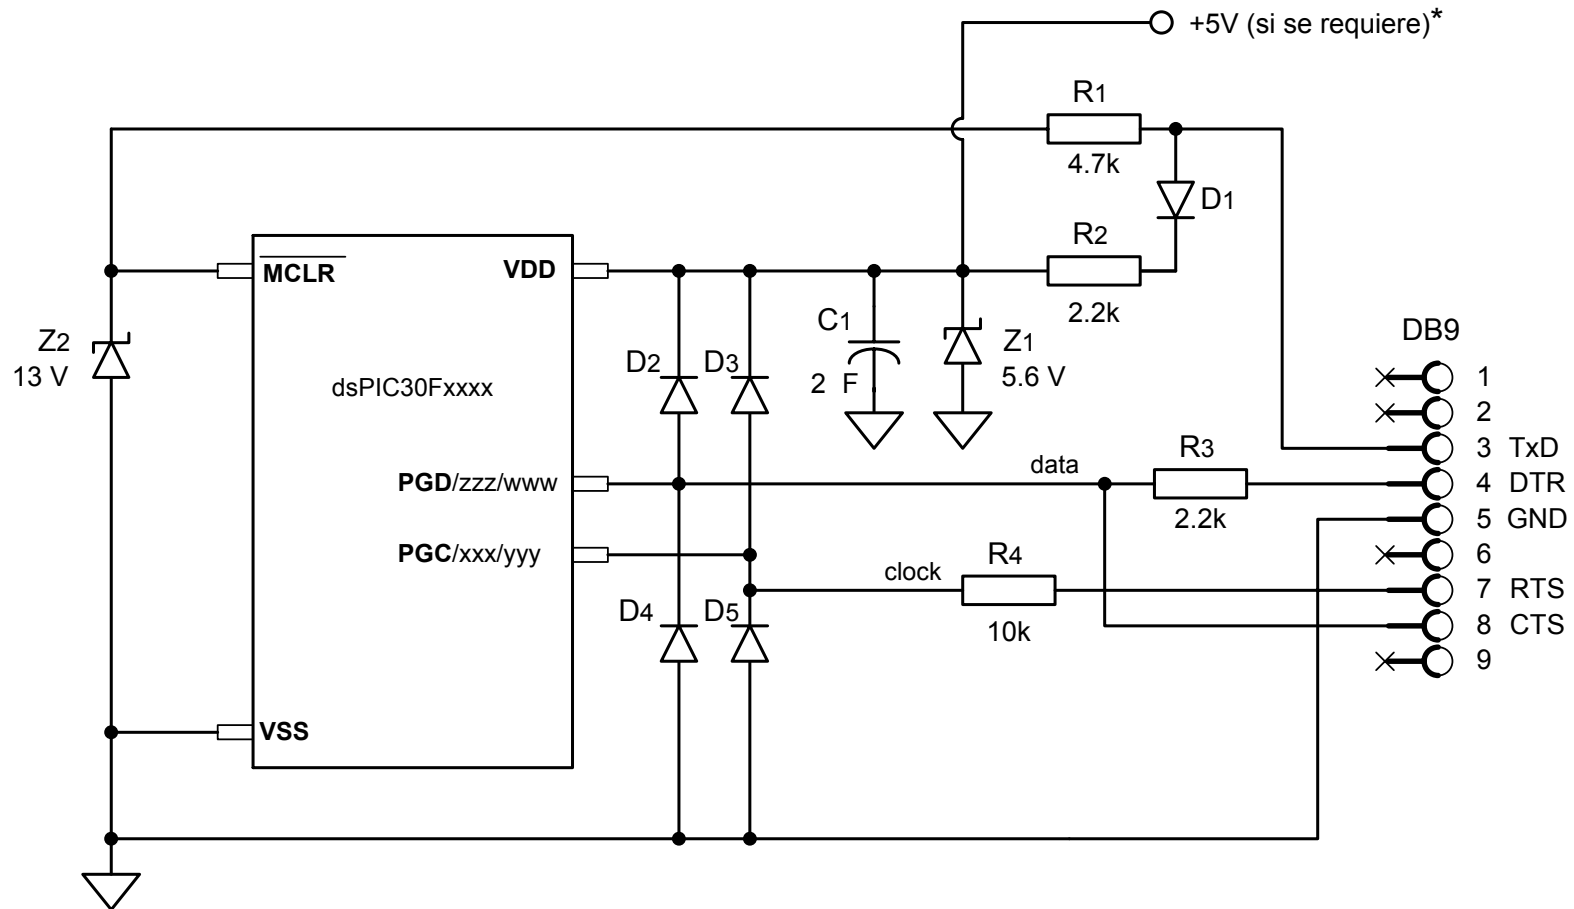 +5V (si se requiere)*
R1
4.7k
D1
R2
2.2k
MCLR
VDD
C1
2 F
Z1
5.6 V
Z2
13 V
D2
D3
dsPIC30Fxxxx
DB9
1
2
3 TxD
4 DTR
5 GND
6
7 RTS
8 CTS
9
PGD/zzz/www
data
R3
2.2k
PGC/xxx/yyy
clock
R4
10k
D4
D5
VSS